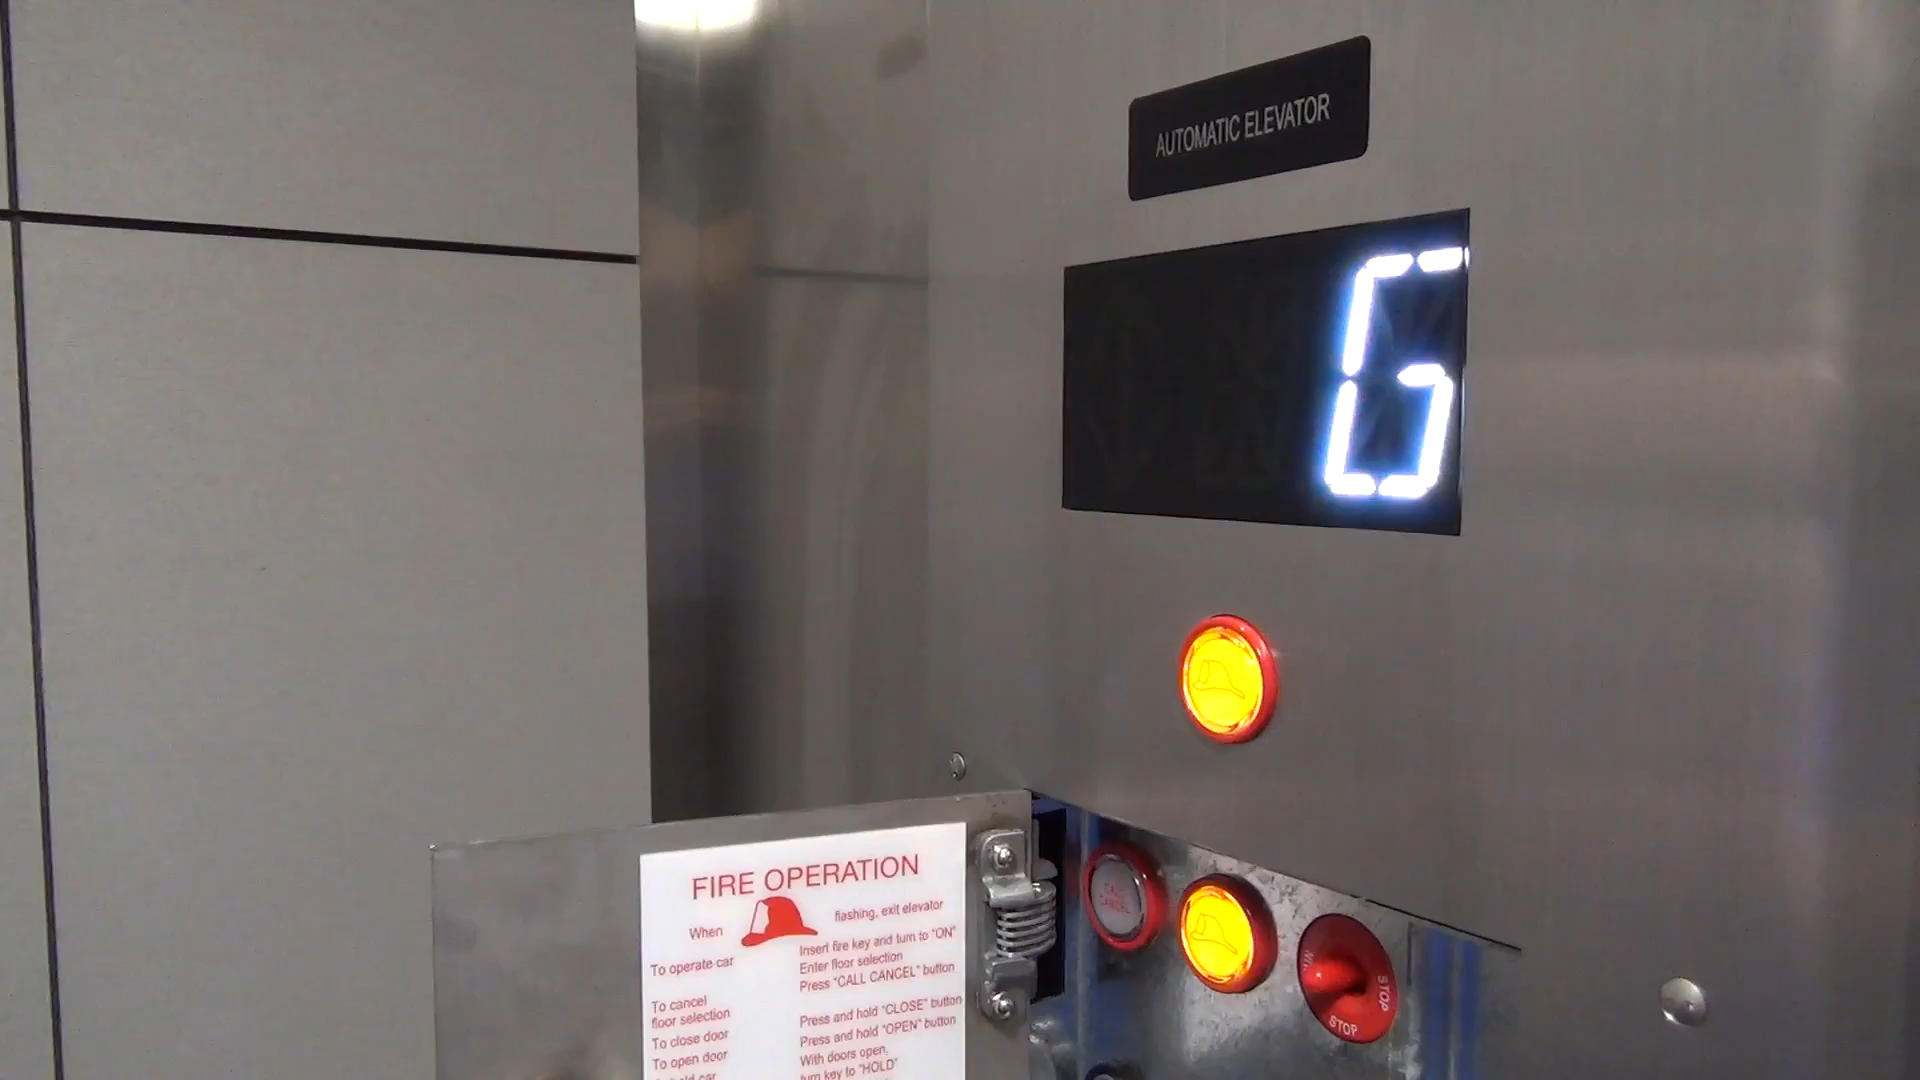 AUTOMATIC ELEVATOR
G
FIRE OPERATION
When flashing, exit elevator
To operate car Insert fire key and turn to "ON"
Enter floor selection
Press "CALL CANCEL" button
To cancel
floor selection
To close door Press and hold "CLOSE" button
To open door Press and hold "OPEN" button
With doors open,
turn key to "HOLD"
car
CALL
CANCEL
STOP
STOP